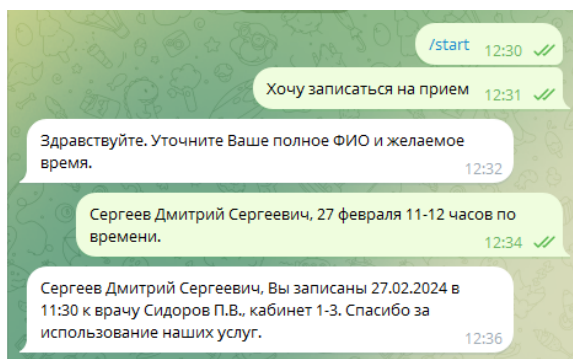 /start 12:30
Хочу записаться на прием 12:31
Здравствуйте. Уточните Ваше полное ФИО и желаемое
время. 12:32
Сергеев Дмитрий Сергеевич, 27 февраля 11-12 часов по
времени. 12:34
Сергеев Дмитрий Сергеевич, Вы записаны 27.02.2024 в
11:30 к врачу Сидоров П.В., кабинет 1-3. Спасибо за
использование наших услуг. 12:36